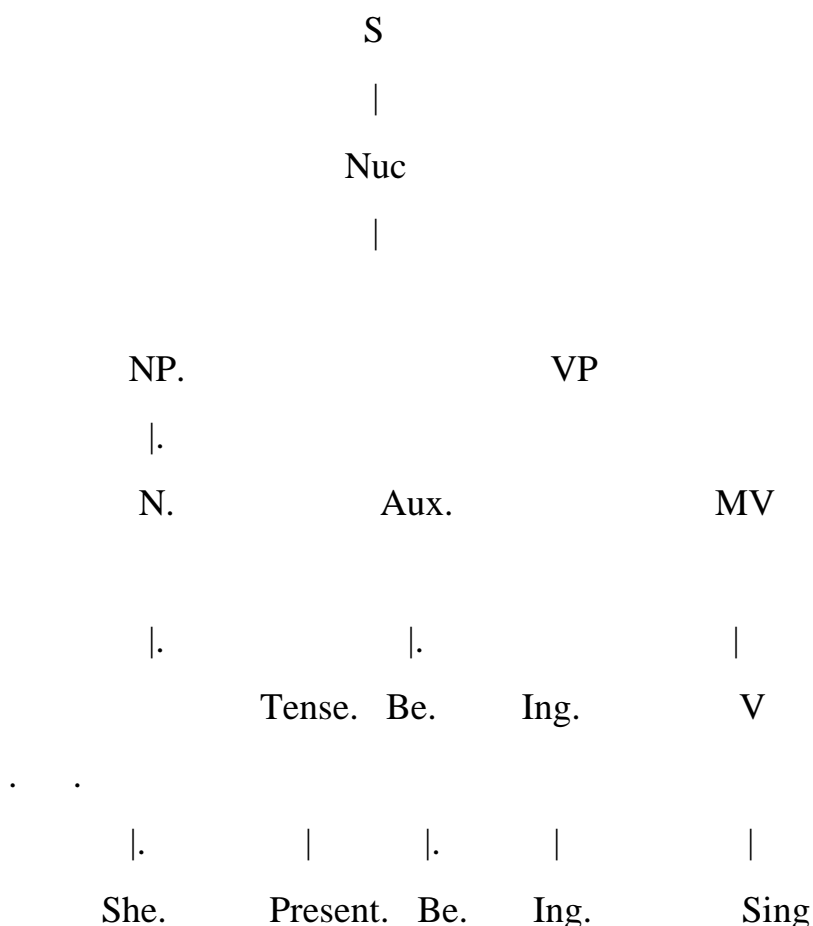 S
|
Nuc
|
NP. VP
|.
N. Aux. MV
|. |. |
Tense. Be. Ing. V
. .
|. | |. | |
She. Present. Be. Ing. Sing